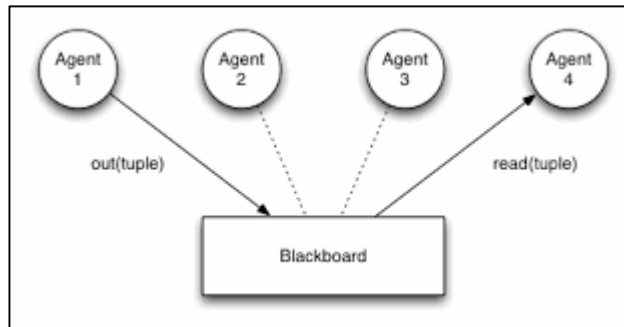 Agent
1
Agent
2
Agent
3
Agent
4
out(tuple)
read(tuple)
Blackboard